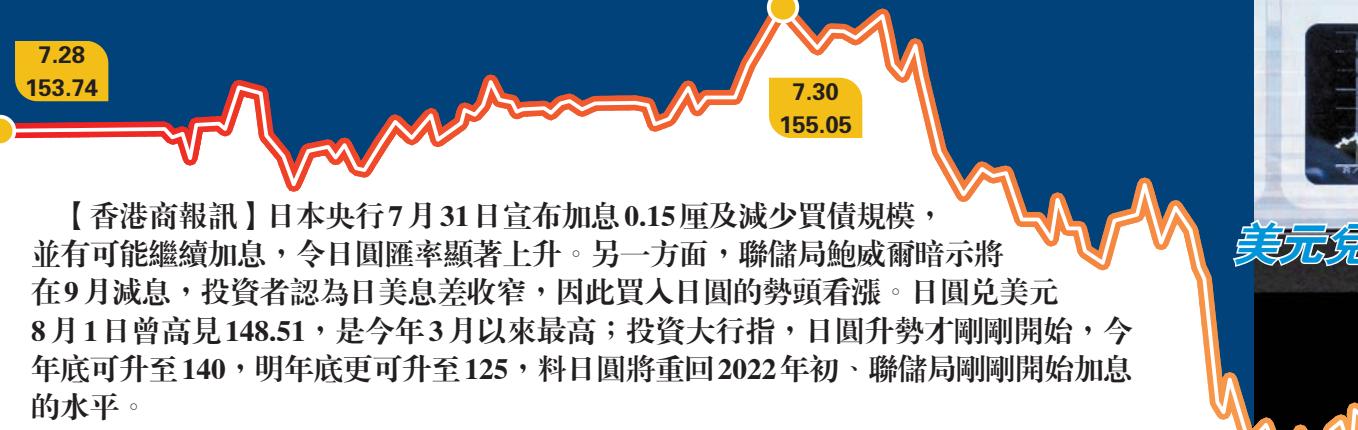 7.28
153.74
7.30
155.05
【香港商報訊】日本央行7月31日宣布加息0.15厘及減少買債規模，
並有可能繼續加息，令日圓匯率顯著上升。另一方面，聯儲局鮑威爾暗示將
在9月減息，投資者認為日美息差收窄，因此買入日圓的勢頭看漲。日圓兌美元
8月1日曾高見148.51，是今年3月以來最高；投資大行指，日圓升勢才剛剛開始，今
年底可升至140，明年底更可升至125，料日圓將重回2022年初、聯儲局剛剛開始加息
的水平。
美元兌